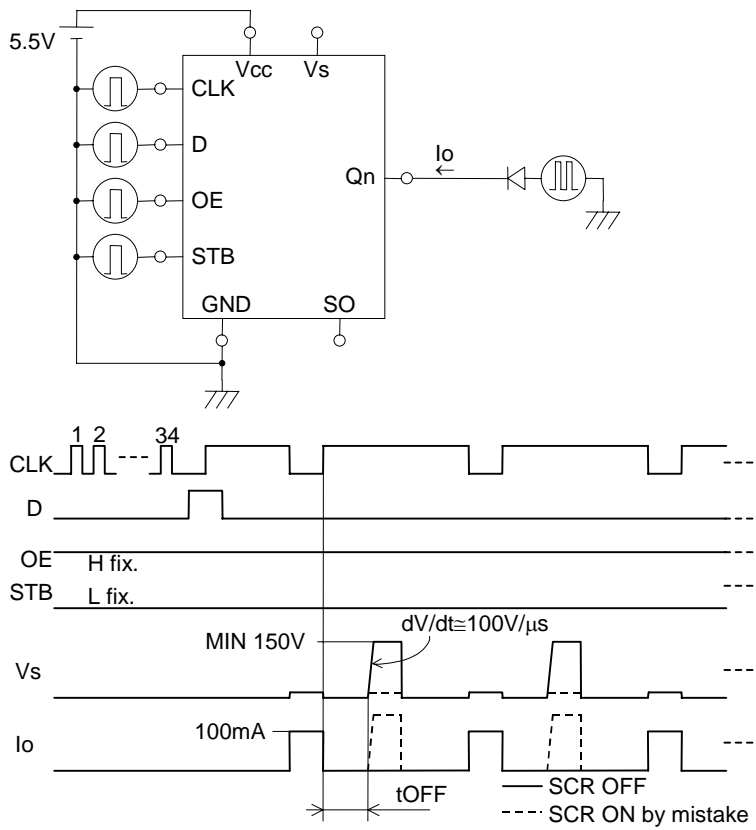 5.5V
Vcc
Vs
CLK
D
OE
STB
Qn
Io
←
GND
SO
1 2 ---- 34
CLK
D
OE H fix.
STB L fix.
dV/dt≅100V/μs
MIN 150V
Vs
100mA
Io
tOFF
SCR OFF
SCR ON by mistake